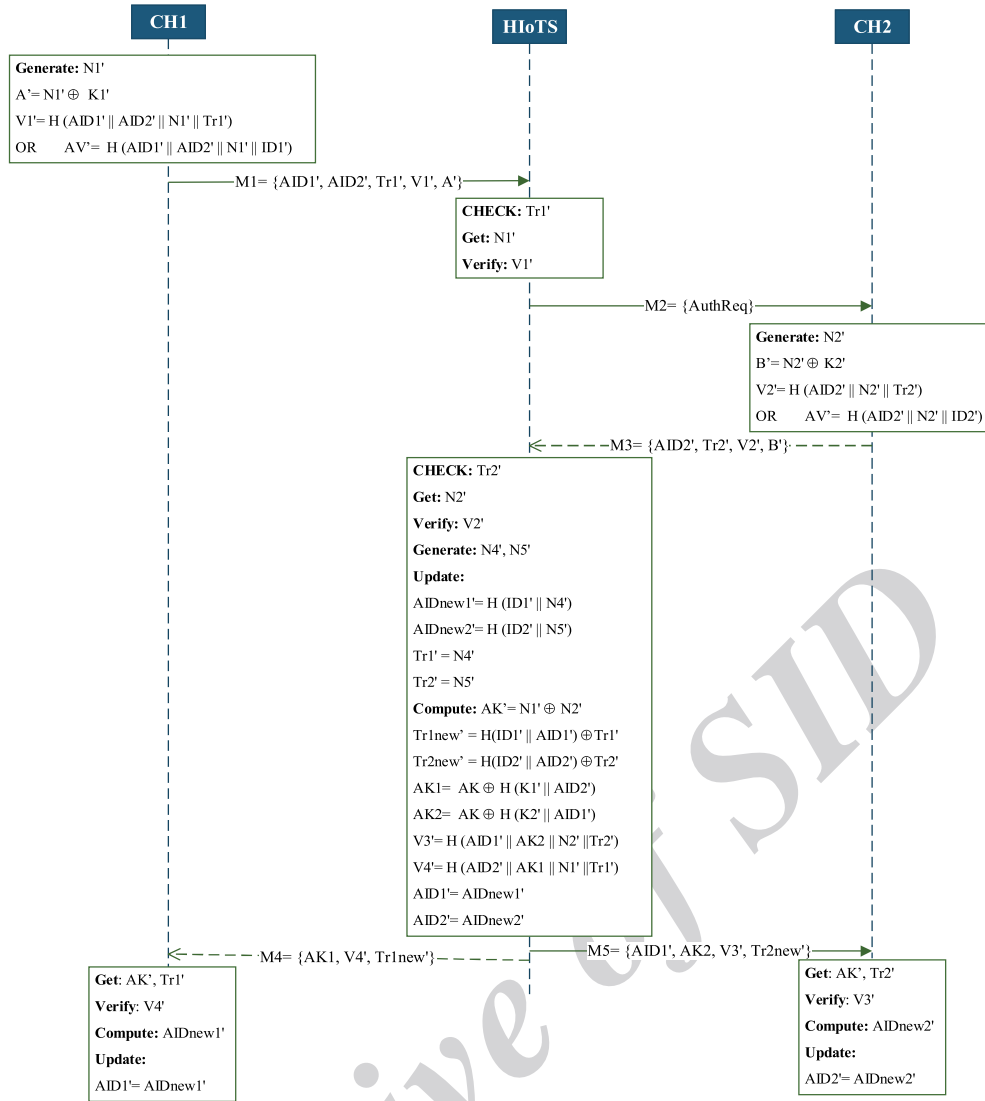 CH1
HIoTS
CH2
Generate: N1'
A’= N1' ⊕ K1'
V1'= H (AID1' || AID2' || N1' || Tr1')
OR AV’= H (AID1' || AID2' || N1' || ID1')
M1= {AID1', AID2', Tr1', V1', A'}
CHECK: Tr1'
Get: N1'
Verify: V1'
M2= {AuthReq}
Generate: N2'
B’= N2' ⊕ K2'
V2'= H (AID2' || N2' || Tr2')
OR AV’= H (AID2' || N2' || ID2')
M3= {AID2', Tr2', V2', B'}
CHECK: Tr2'
Get: N2'
Verify: V2'
Generate: N4', N5'
Update:
AIDnew1'= H (ID1' || N4')
AIDnew2'= H (ID2' || N5')
Tr1' = N4'
Tr2' = N5'
Compute: AK’= N1' ⊕ N2'
Tr1new’ = H(ID1' || AID1') ⊕Tr1'
Tr2new’ = H(ID2' || AID2') ⊕Tr2'
AK1= AK ⊕ H (K1' || AID2')
AK2= AK ⊕ H (K2' || AID1')
V3'= H (AID1' || AK2 || N2' ||Tr2')
V4'= H (AID2' || AK1 || N1' ||Tr1')
AID1'= AIDnew1'
AID2'= AIDnew2'
M4= {AK1, V4', Tr1new'}
M5= {AID1', AK2, V3', Tr2new'}
Get: AK’, Tr1'
Verify: V4'
Compute: AIDnew1'
Update:
AID1'= AIDnew1'
Get: AK’, Tr2'
Verify: V3'
Compute: AIDnew2'
Update:
AID2'= AIDnew2'
ive of SID